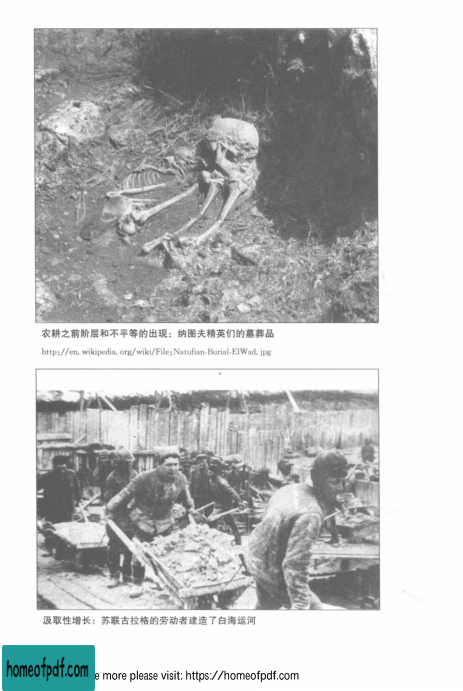 农耕之前阶层和不平等的出现：纳图夫精英们的墓葬品
http://en.wikipedia.org/wiki/File:Natufian-Burial-ElWad.jpg
汲取性增长：苏联古拉格的劳动者建造了白海运河
homeofpdf.com
e more please visit: https://homeofpdf.com